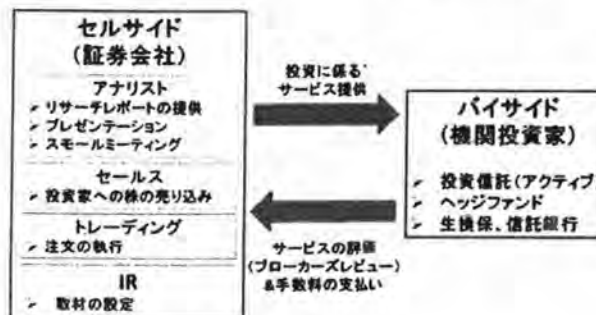 セルサイド
(証券会社)
アナリスト
➢ リサーチレポートの提供
➢ プレゼンテーション
➢ スモールミーティング
セールス
➢ 投資家への株の売り込み
トレーディング
➢ 注文の執行
IR
➢ 取材の設定
投資に係る
サービス提供
サービスの評価
(ブローカーズレビュー)
&手数料の支払い
バイサイド
(機関投資家)
➢ 投資信託(アクティブ
➢ ヘッジファンド
➢ 生損保、信託銀行